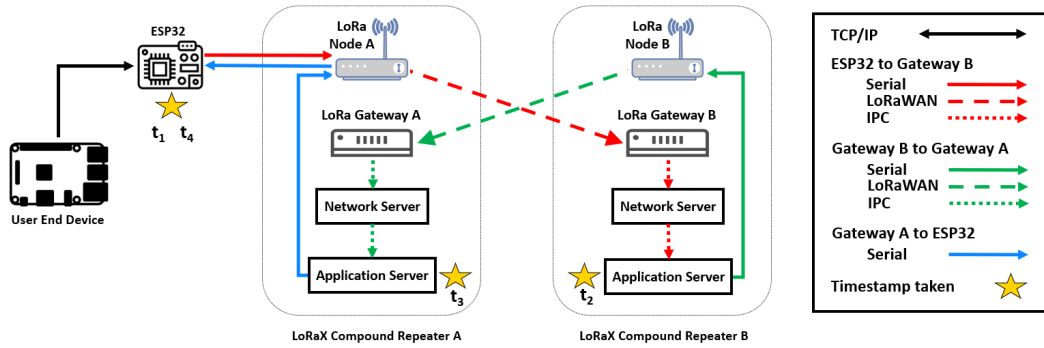 ESP32
t1 t4
User End Device
LoRa
Node A
LoRa Gateway A
Network Server
Application Server
t3
LoRaX Compound Repeater A
LoRa
Node B
LoRa Gateway B
Network Server
Application Server
t2
LoRaX Compound Repeater B
TCP/IP
ESP32 to Gateway B
Serial
LoRaWAN
IPC
Gateway B to Gateway A
Serial
LoRaWAN
IPC
Gateway A to ESP32
Serial
Timestamp taken